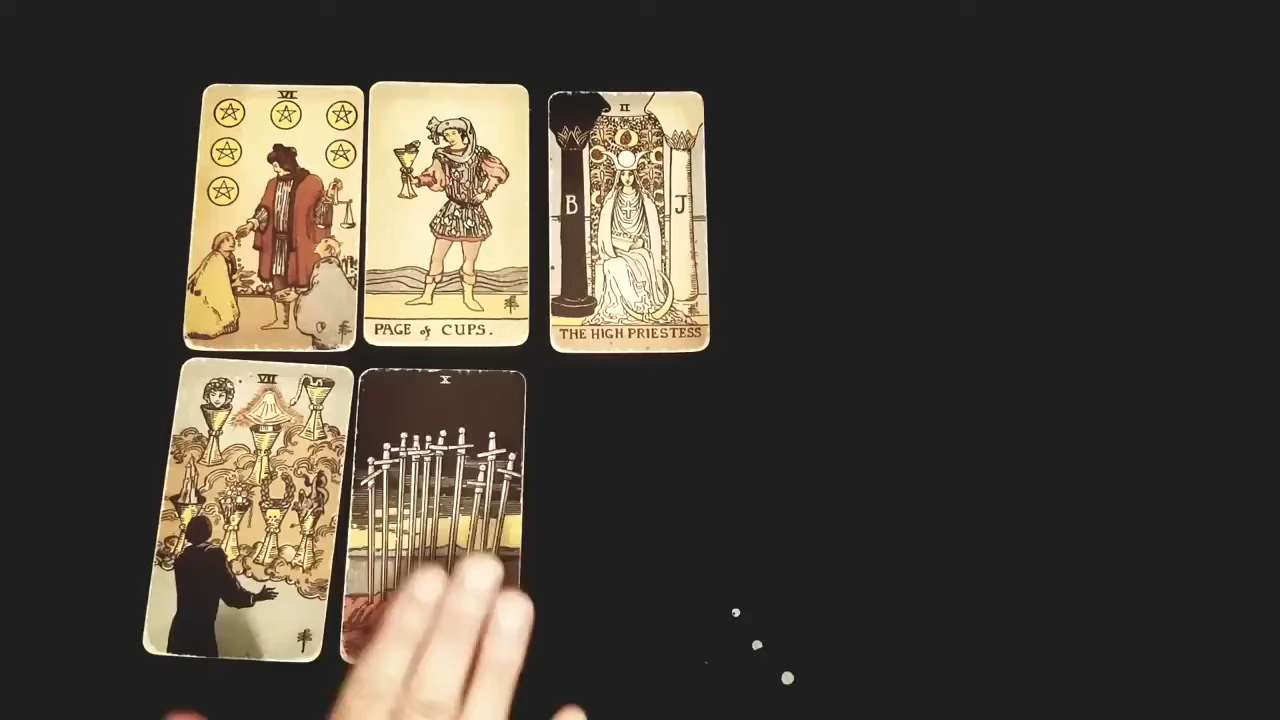 VI
PAGE of CUPS.
II
B J
THE HIGH PRIESTESS
VII
X